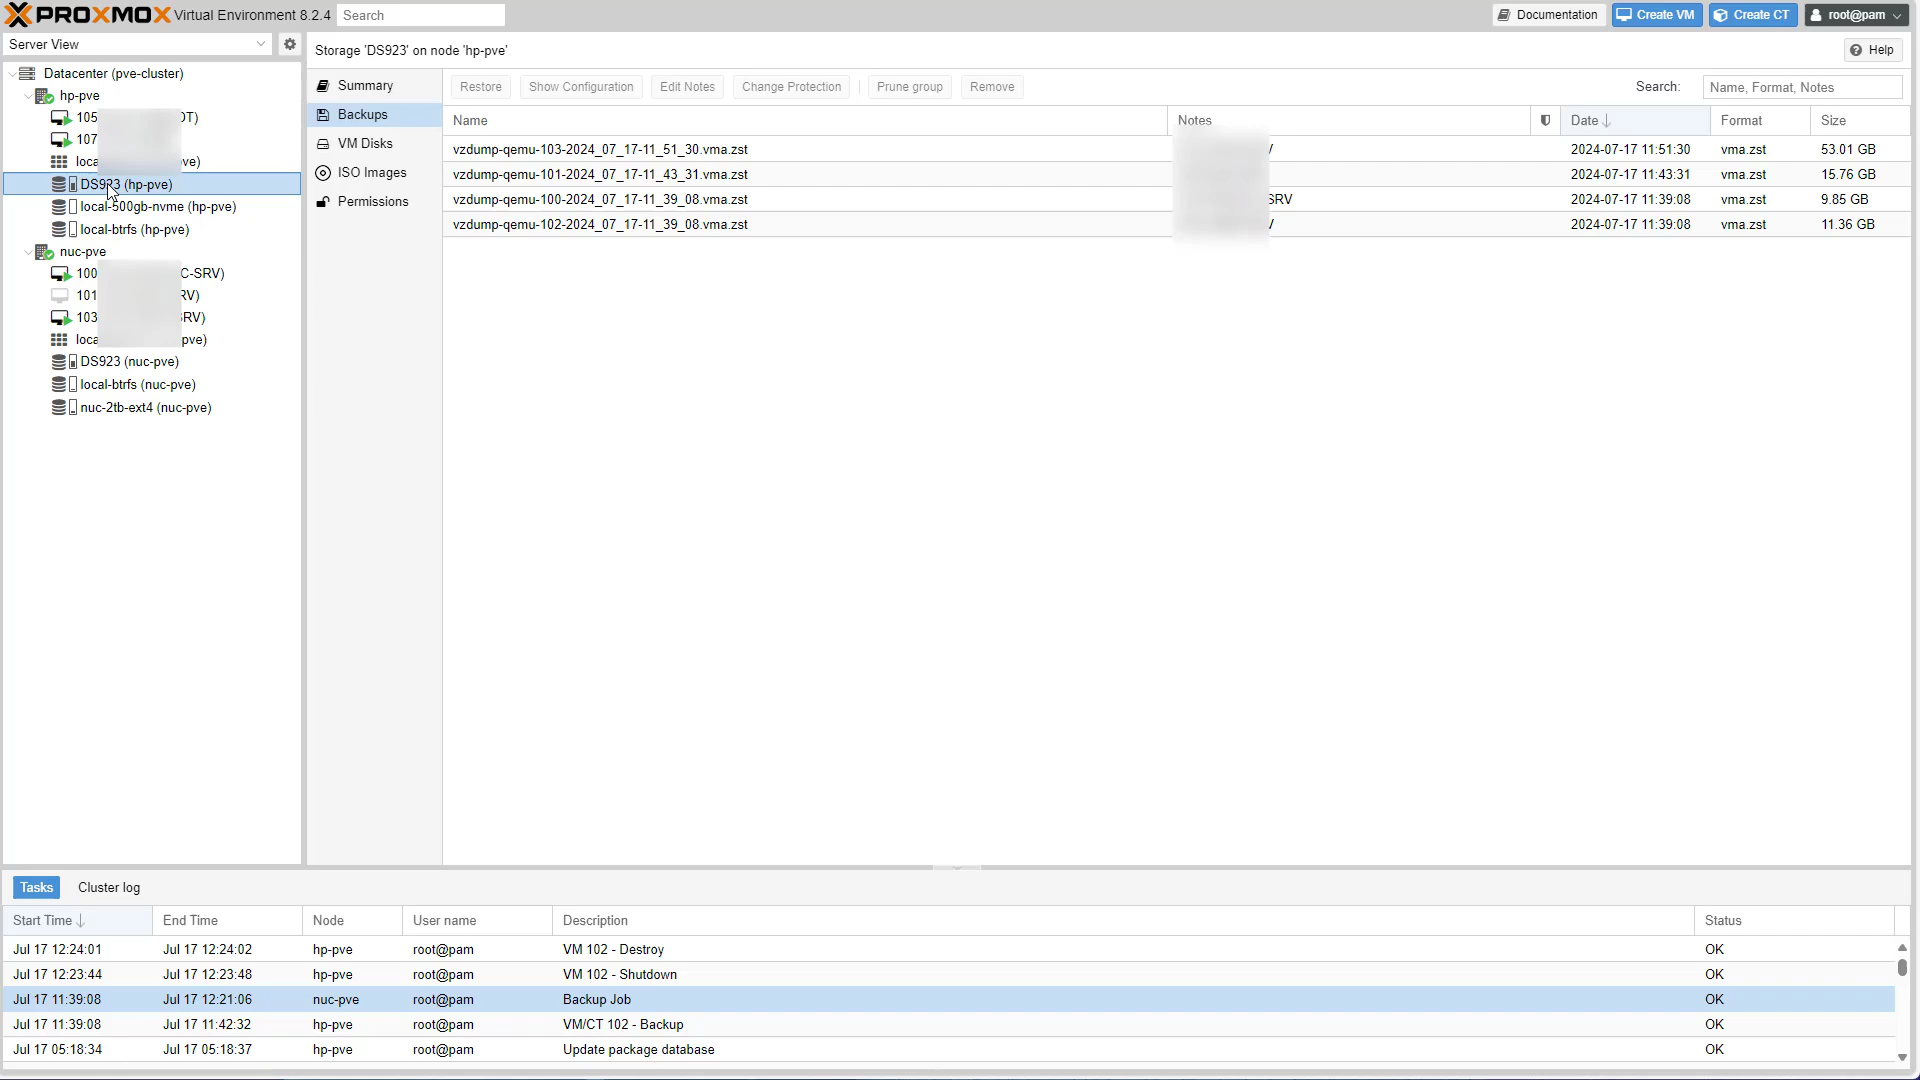 PROXMOX Virtual Environment 8.2.4 Search Documentation Create VM Create CT root@pam
Server View
Storage 'DS923' on node 'hp-pve' Help
Datacenter (pve-cluster)
hp-pve
105 OT)
107
loca ve)
DS923 (hp-pve)
local-500gb-nvme (hp-pve)
local-btrfs (hp-pve)
nuc-pve
100 C-SRV)
101 RV)
103 SRV)
loca pve)
DS923 (nuc-pve)
local-btrfs (nuc-pve)
nuc-2tb-ext4 (nuc-pve)
Summary
Backups
VM Disks
ISO Images
Permissions
Restore Show Configuration Edit Notes Change Protection Prune group Remove Search: Name, Format, Notes
Name Notes Date Format Size
vzdump-qemu-103-2024_07_17-11_51_30.vma.zst 2024-07-17 11:51:30 vma.zst 53.01 GB
vzdump-qemu-101-2024_07_17-11_43_31.vma.zst 2024-07-17 11:43:31 vma.zst 15.76 GB
vzdump-qemu-100-2024_07_17-11_39_08.vma.zst SRV 2024-07-17 11:39:08 vma.zst 9.85 GB
vzdump-qemu-102-2024_07_17-11_39_08.vma.zst 2024-07-17 11:39:08 vma.zst 11.36 GB
Tasks Cluster log
Start Time End Time Node User name Description Status
Jul 17 12:24:01 Jul 17 12:24:02 hp-pve root@pam VM 102 - Destroy OK
Jul 17 12:23:44 Jul 17 12:23:48 hp-pve root@pam VM 102 - Shutdown OK
Jul 17 11:39:08 Jul 17 12:21:06 nuc-pve root@pam Backup Job OK
Jul 17 11:39:08 Jul 17 11:42:32 hp-pve root@pam VM/CT 102 - Backup OK
Jul 17 05:18:34 Jul 17 05:18:37 hp-pve root@pam Update package database OK